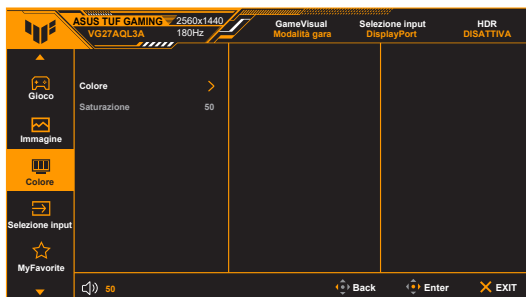 ASUS TUF GAMING 2560x1440
VG27AQL3A 180Hz
GameVisual
Modalità gara
Selezione input
DisplayPort
HDR
DISATTIVA
Gioco
Immagine
Colore
Selezione input
MyFavorite
Colore
Saturazione 50
50
Back
Enter
EXIT